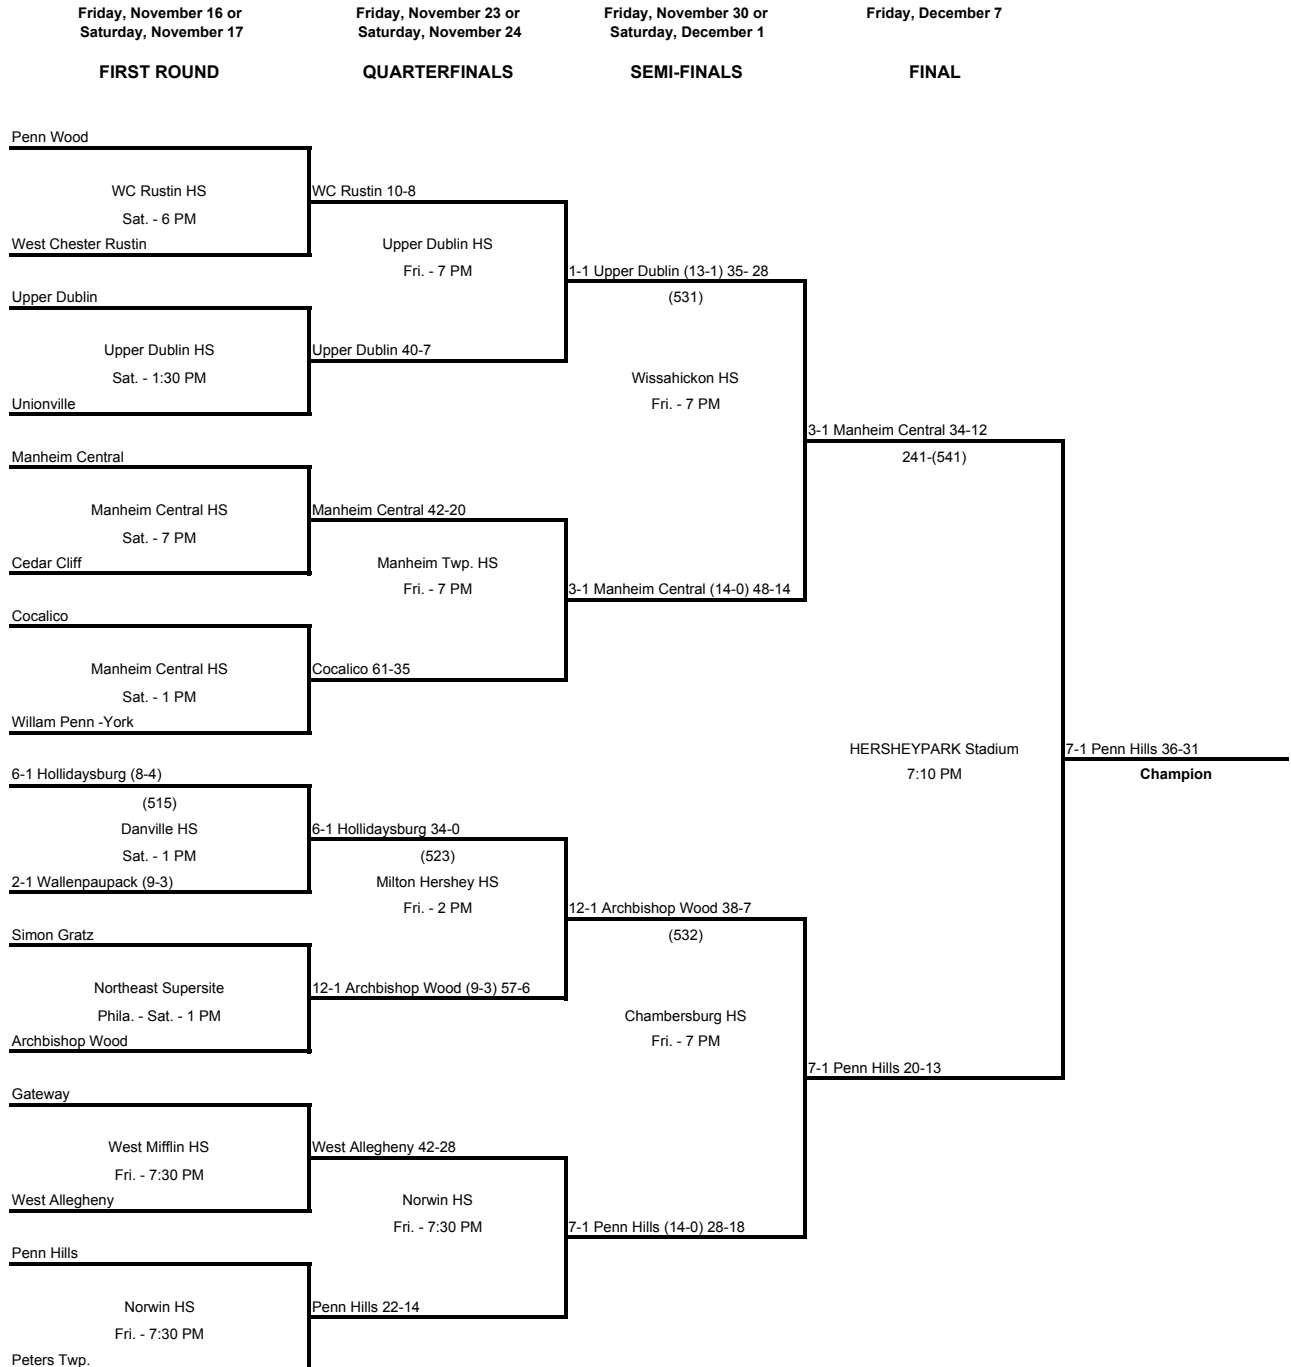 Friday, November 16 or
Saturday, November 17
FIRST ROUND
Friday, November 23 or
Saturday, November 24
QUARTERFINALS
Friday, November 30 or
Saturday, December 1
SEMI-FINALS
Friday, December 7
FINAL
Penn Wood
WC Rustin HS
Sat. - 6 PM
West Chester Rustin
Upper Dublin
Upper Dublin HS
Sat. - 1:30 PM
Unionville
Manheim Central
Manheim Central HS
Sat. - 7 PM
Cedar Cliff
Cocalico
Manheim Central HS
Sat. - 1 PM
Willam Penn -York
6-1 Hollidaysburg (8-4)
(515)
Danville HS
Sat. - 1 PM
2-1 Wallenpaupack (9-3)
Simon Gratz
Northeast Supersite
Phila. - Sat. - 1 PM
Archbishop Wood
Gateway
West Mifflin HS
Fri. - 7:30 PM
West Allegheny
Penn Hills
Norwin HS
Fri. - 7:30 PM
Peters Twp.
WC Rustin 10-8
Upper Dublin HS
Fri. - 7 PM
Upper Dublin 40-7
Manheim Central 42-20
Manheim Twp. HS
Fri. - 7 PM
Cocalico 61-35
6-1 Hollidaysburg 34-0
(523)
Milton Hershey HS
Fri. - 2 PM
12-1 Archbishop Wood (9-3) 57-6
West Allegheny 42-28
Norwin HS
Fri. - 7:30 PM
Penn Hills 22-14
1-1 Upper Dublin (13-1) 35- 28
(531)
Wissahickon HS
Fri. - 7 PM
3-1 Manheim Central (14-0) 48-14
12-1 Archbishop Wood 38-7
(532)
Chambersburg HS
Fri. - 7 PM
7-1 Penn Hills (14-0) 28-18
3-1 Manheim Central 34-12
241-(541)
HERSHEYPARK Stadium
7:10 PM
7-1 Penn Hills 20-13
7-1 Penn Hills 36-31
Champion